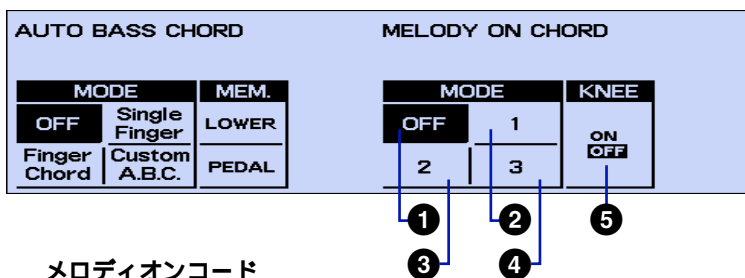 AUTO BASS CHORD
MELODY ON CHORD
MODE MEM.
OFF Single Finger LOWER
Finger Chord Custom A.B.C. PEDAL
MODE KNEE
OFF 1 ON OFF
2 3
1 2 5
3 4
メロディオンコード